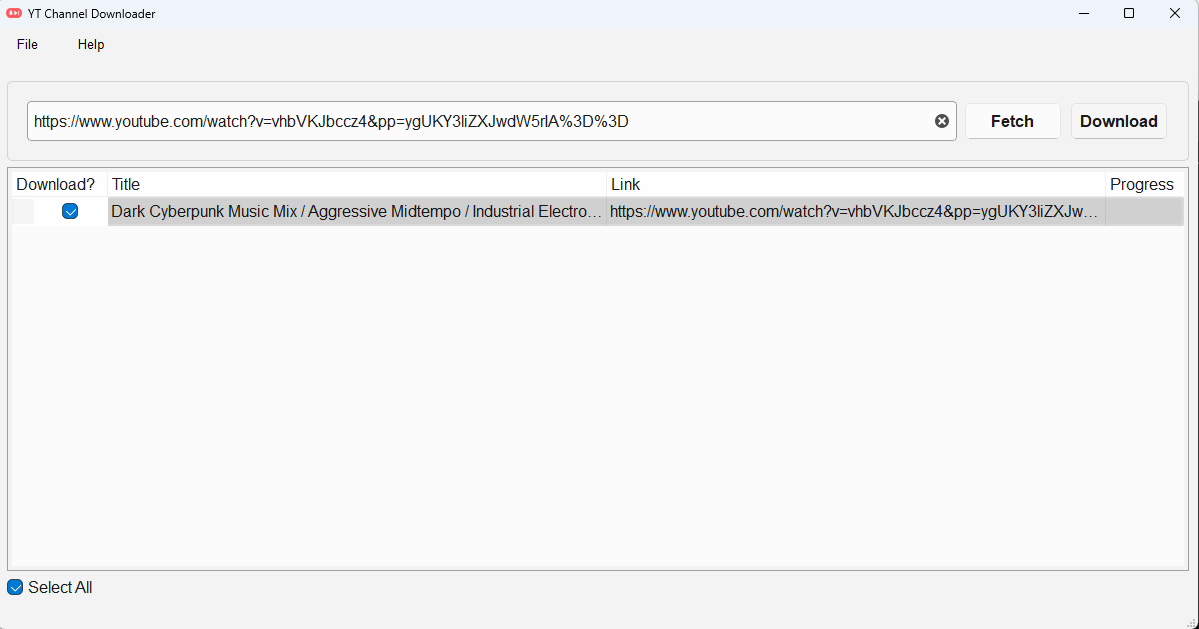 YT Channel Downloader
File Help
https://www.youtube.com/watch?v=vhbVKJbccz4&pp=ygUKY3liZXJwdW5rIA%3D%3D Fetch Download
Download? Title Link Progress
Dark Cyberpunk Music Mix / Aggressive Midtempo / Industrial Electro... https://www.youtube.com/watch?v=vhbVKJbccz4&pp=ygUKY3liZXJw...
Select All